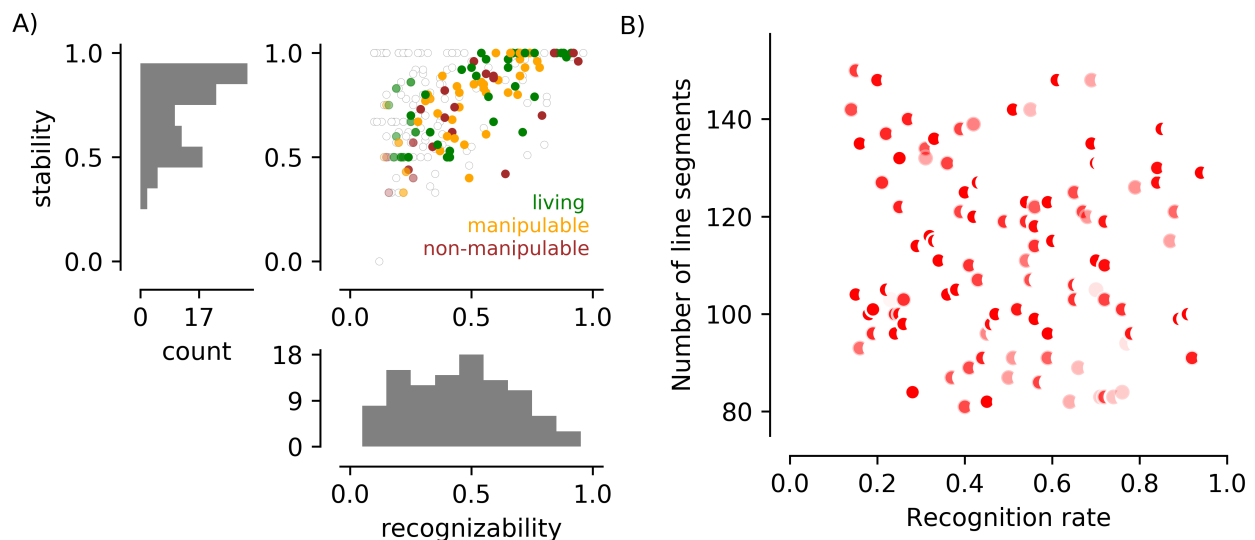 A)
1.0
0.5
0.0
stability
0
17
count
1.0
0.5
0.0
living
manipulable
non-manipulable
0.0
0.5
1.0
18
9
0
0.0
0.5
1.0
recognizability
B)
140
120
100
80
Number of line segments
0.0
0.2
0.4
0.6
0.8
1.0
Recognition rate